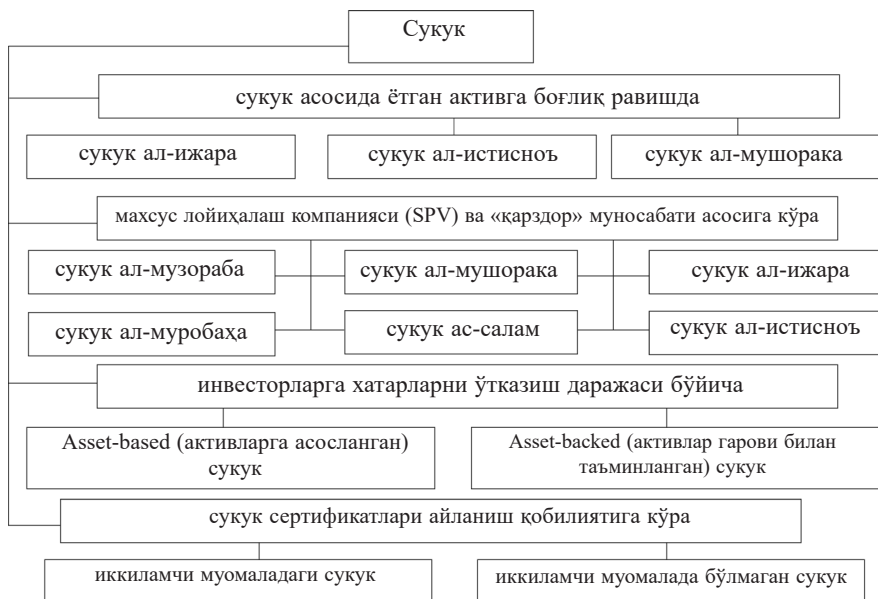 Сукук
сукук асосида ётган активга боғлиқ равишда
сукук ал-ижара
сукук ал-истисноъ
сукук ал-мушорака
махсус лойиҳалаш компанияси (SPV) ва «қарздор» муносабати асосига кўра
сукук ал-музораба
сукук ал-мушорака
сукук ал-ижара
сукук ал-муробаҳа
сукук ас-салам
сукук ал-истисноъ
инвесторларга хатарларни ўтказиш даражаси бўйича
Asset-based (активларга асосланган)
сукук
Asset-backed (активлар гарови билан
таъминланган) сукук
сукук сертификатлари айланиш қобилиятига кўра
иккиламчи муомаладаги сукук
иккиламчи муомалада бўлмаган сукук